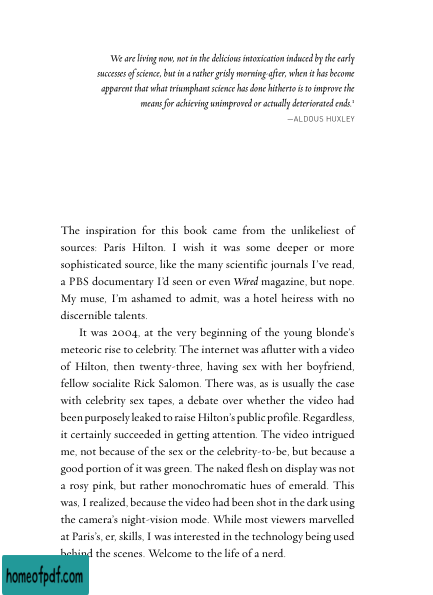 We are living now, not in the delicious intoxication induced by the early
successes of science, but in a rather grisly morning-after, when it has become
apparent that what triumphant science has done hitherto is to improve the
means for achieving unimproved or actually deteriorated ends.¹
—ALDOUS HUXLEY
The inspiration for this book came from the unlikeliest of
sources: Paris Hilton. I wish it was some deeper or more
sophisticated source, like the many scientific journals I've read,
a PBS documentary I'd seen or even Wired magazine, but nope.
My muse, I'm ashamed to admit, was a hotel heiress with no
discernible talents.
It was 2004, at the very beginning of the young blonde's
meteoric rise to celebrity. The internet was aflutter with a video
of Hilton, then twenty-three, having sex with her boyfriend,
fellow socialite Rick Salomon. There was, as is usually the case
with celebrity sex tapes, a debate over whether the video had
been purposely leaked to raise Hilton's public profile. Regardless,
it certainly succeeded in getting attention. The video intrigued
me, not because of the sex or the celebrity-to-be, but because a
good portion of it was green. The naked flesh on display was not
a rosy pink, but rather monochromatic hues of emerald. This
was, I realized, because the video had been shot in the dark using
the camera's night-vision mode. While most viewers marvelled
at Paris's, er, skills, I was interested in the technology being used
behind the scenes. Welcome to the life of a nerd.
homeofpdf.com